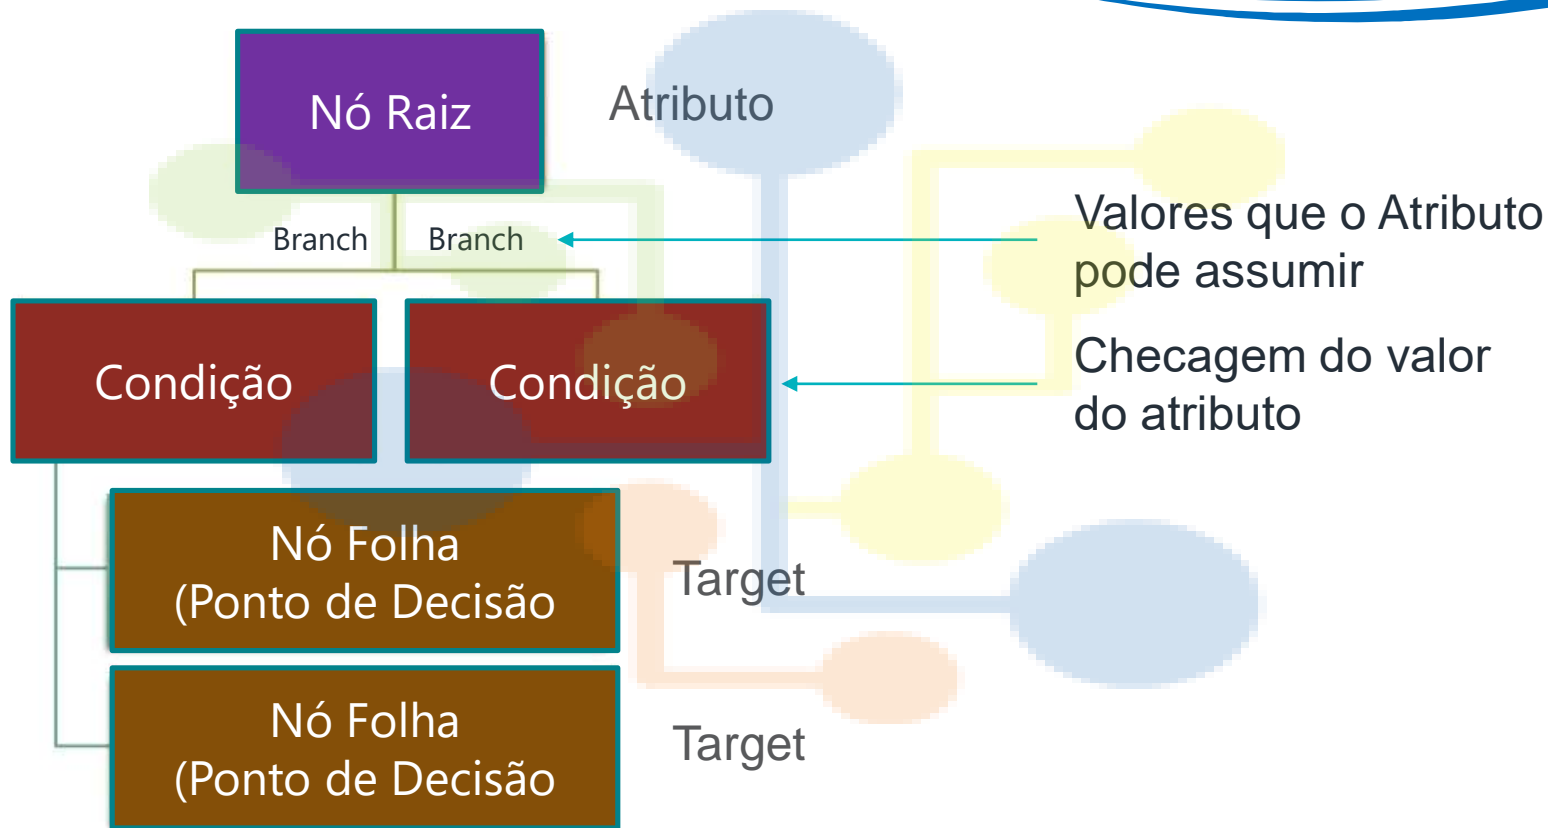 Nó Raiz
Atributo
Branch
Branch
Valores que o Atributo
pode assumir
Condição
Condição
Checagem do valor
do atributo
Nó Folha
(Ponto de Decisão
Target
Nó Folha
(Ponto de Decisão
Target